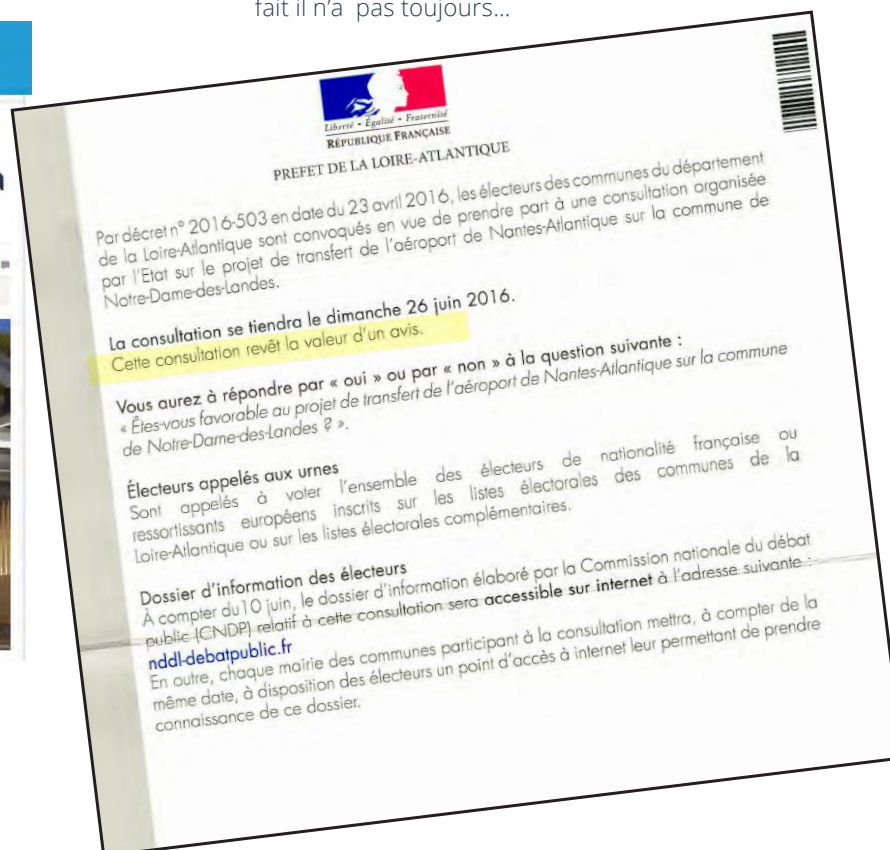 fait il n'a pas toujours...
Liberté • Égalité • Fraternité
RÉPUBLIQUE FRANÇAISE
PREFET DE LA LOIRE-ATLANTIQUE
Par décret n° 2016-503 en date du 23 avril 2016, les électeurs des communes du département
de la Loire-Atlantique sont convoqués en vue de prendre part à une consultation organisée
par l'Etat sur le projet de transfert de l'aéroport de Nantes-Atlantique sur la commune de
Notre-Dame-des-Landes.
La consultation se tiendra le dimanche 26 juin 2016.
Cette consultation revêt la valeur d'un avis.
Vous aurez à répondre par « oui » ou par « non » à la question suivante :
« Êtes-vous favorable au projet de transfert de l'aéroport de Nantes-Atlantique sur la commune
de Notre-Dame-des-Landes ? ».
Électeurs appelés aux urnes
Sont appelés à voter l'ensemble des électeurs de nationalité française ou
ressortissants européens inscrits sur les listes électorales des communes de la
Loire-Atlantique ou sur les listes électorales complémentaires.
Dossier d'information des électeurs
À compter du10 juin, le dossier d'information élaboré par la Commission nationale du débat
public (CNDP) relatif à cette consultation sera accessible sur internet à l'adresse suivante :
nddl-debatpublic.fr
En outre, chaque mairie des communes participant à la consultation mettra, à compter de la
même date, à disposition des électeurs un point d'accès à internet leur permettant de prendre
connaissance de ce dossier.